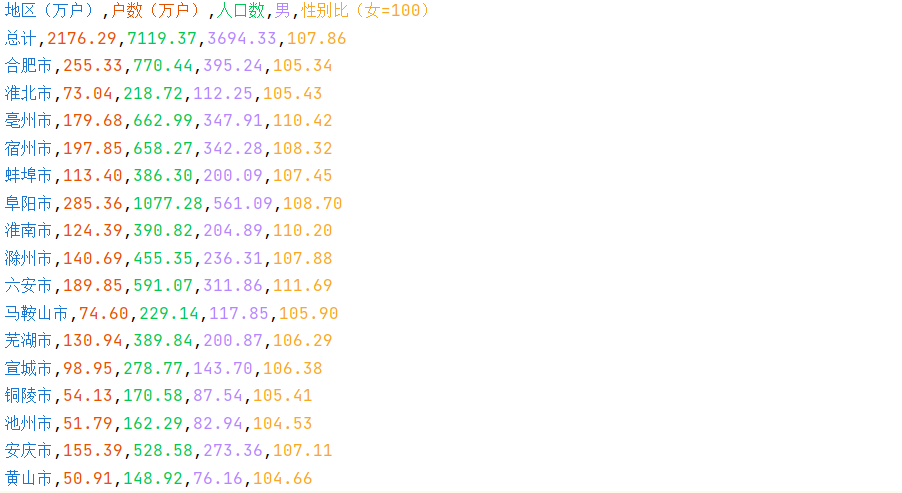 地区（万户）,户数（万户）,人口数,男,性别比（女=100）
总计,2176.29,7119.37,3694.33,107.86
合肥市,255.33,770.44,395.24,105.34
淮北市,73.04,218.72,112.25,105.43
亳州市,179.68,662.99,347.91,110.42
宿州市,197.85,658.27,342.28,108.32
蚌埠市,113.40,386.30,200.09,107.45
阜阳市,285.36,1077.28,561.09,108.70
淮南市,124.39,390.82,204.89,110.20
滁州市,140.69,455.35,236.31,107.88
六安市,189.85,591.07,311.86,111.69
马鞍山市,74.60,229.14,117.85,105.90
芜湖市,130.94,389.84,200.87,106.29
宣城市,98.95,278.77,143.70,106.38
铜陵市,54.13,170.58,87.54,105.41
池州市,51.79,162.29,82.94,104.53
安庆市,155.39,528.58,273.36,107.11
黄山市,50.91,148.92,76.16,104.66